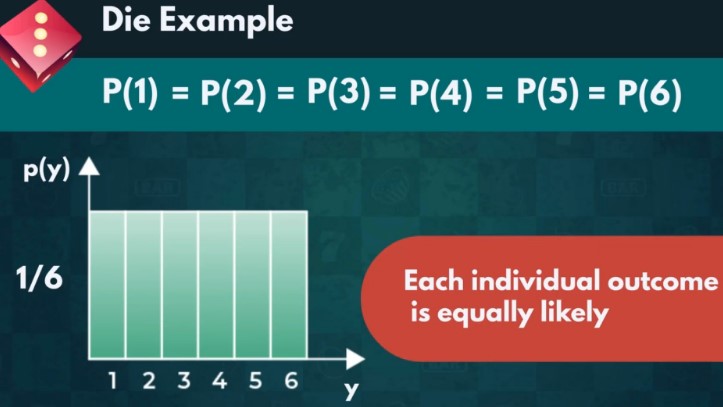 Die Example
P(1) = P(2) = P(3) = P(4) = P(5) = P(6)
p(y)
1/6
Each individual outcome
is equally likely
1 2 3 4 5 6
y